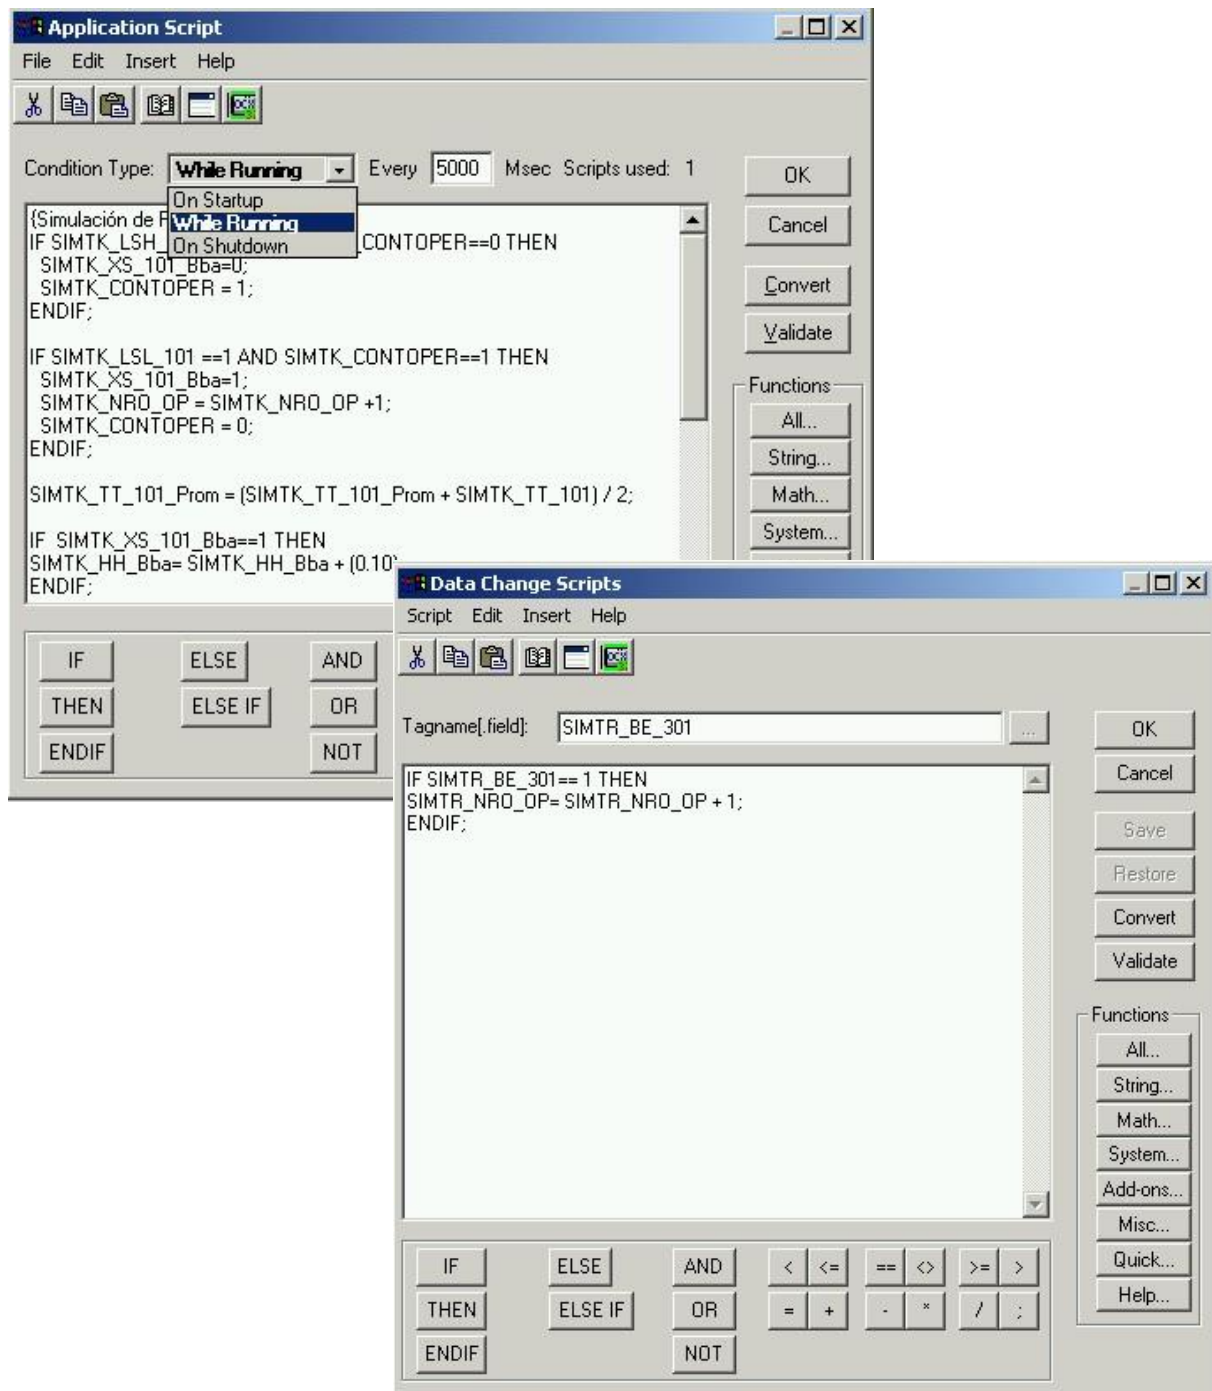 Application Script
File Edit Insert Help
Condition Type: While Running Every 5000 Msec Scripts used: 1
On Startup
While Running
On Shutdown
{Simulación de
IF SIMTK_LSH_ _CONTOPER==0 THEN
SIMTK_XS_101_Bba=0;
SIMTK_CONTOPER = 1;
ENDIF;
IF SIMTK_LSL_101 ==1 AND SIMTK_CONTOPER==1 THEN
SIMTK_XS_101_Bba=1;
SIMTK_NRO_OP = SIMTK_NRO_OP +1;
SIMTK_CONTOPER = 0;
ENDIF;
SIMTK_TT_101_Prom = (SIMTK_TT_101_Prom + SIMTK_TT_101) / 2;
IF SIMTK_XS_101_Bba==1 THEN
SIMTK_HH_Bba= SIMTK_HH_Bba + (0.10)
ENDIF;
OK
Cancel
Convert
Validate
Functions
All...
String...
Math...
System...
IF ELSE AND
THEN ELSE IF OR
ENDIF NOT
Data Change Scripts
Script Edit Insert Help
Tagname[.field]: SIMTR_BE_301 ...
IF SIMTR_BE_301== 1 THEN
SIMTR_NRO_OP= SIMTR_NRO_OP + 1;
ENDIF;
OK
Cancel
Save
Restore
Convert
Validate
Functions
All...
String...
Math...
System...
Add-ons...
Misc...
Quick...
Help...
IF ELSE AND < <= == <> >= >
THEN ELSE IF OR = + - * / ;
ENDIF NOT